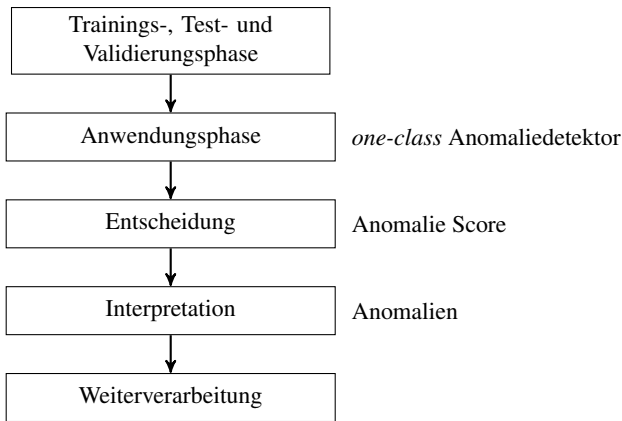 Trainings-, Test- und
Validierungsphase
Anwendungsphase
one-class Anomaliedetektor
Entscheidung
Anomalie Score
Interpretation
Anomalien
Weiterverarbeitung